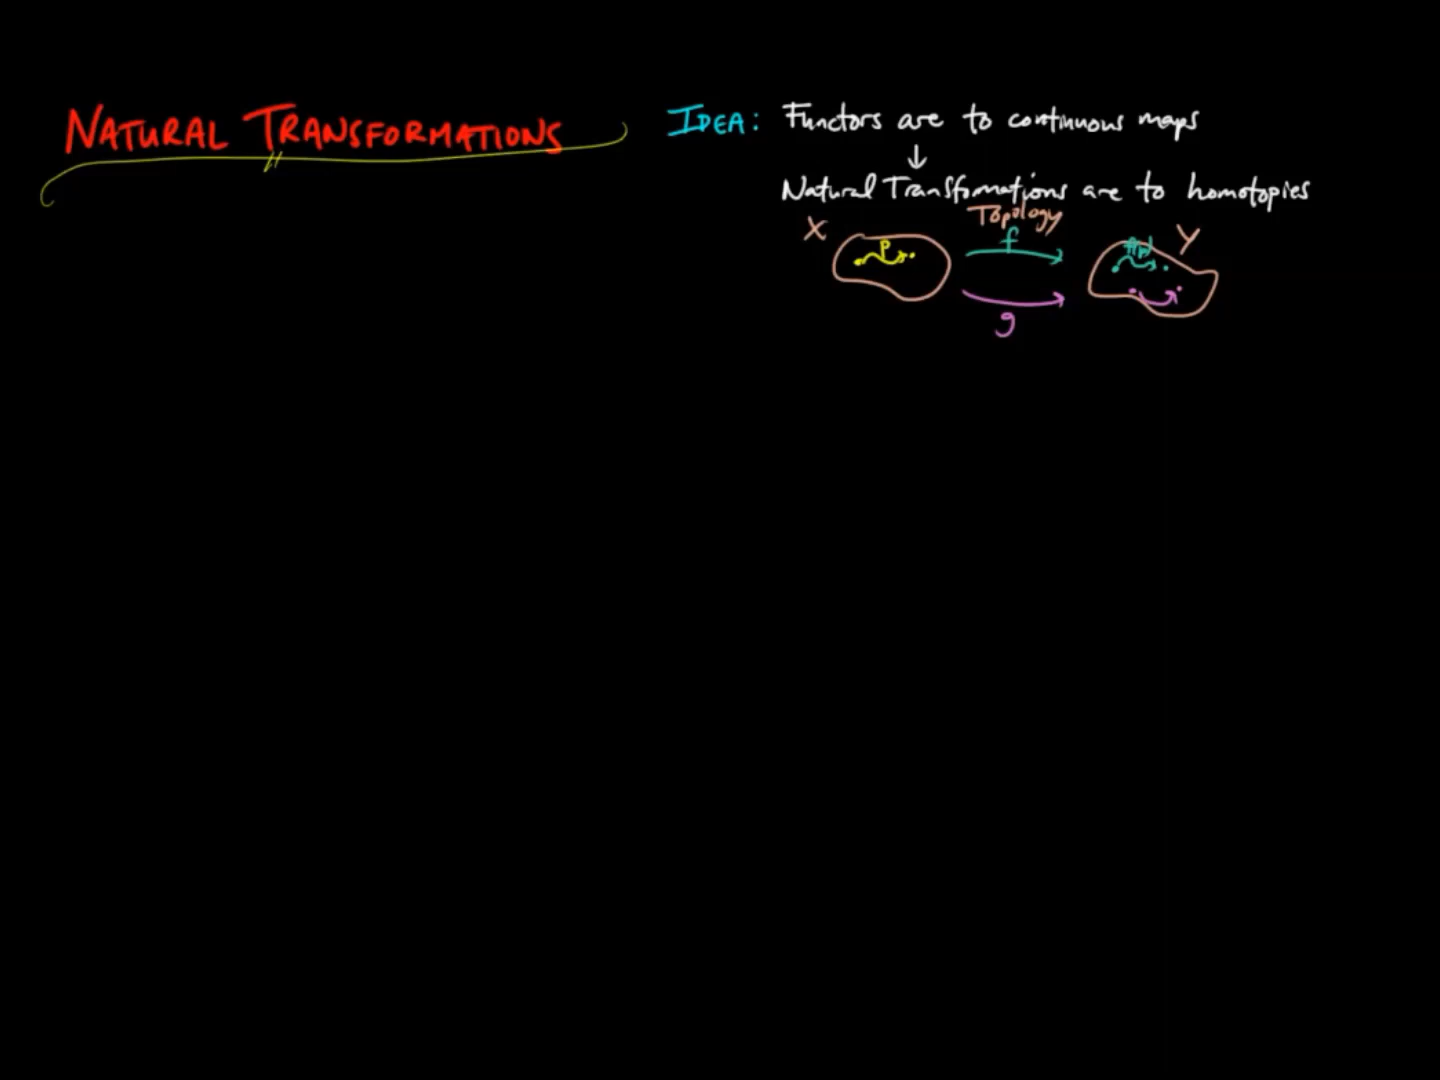 NATURAL TRANSFORMATIONS
IDEA: Functors are to continuous maps
↓
Natural Transformations are to homotopies
Topology
X
p
f
f(p)
Y
g